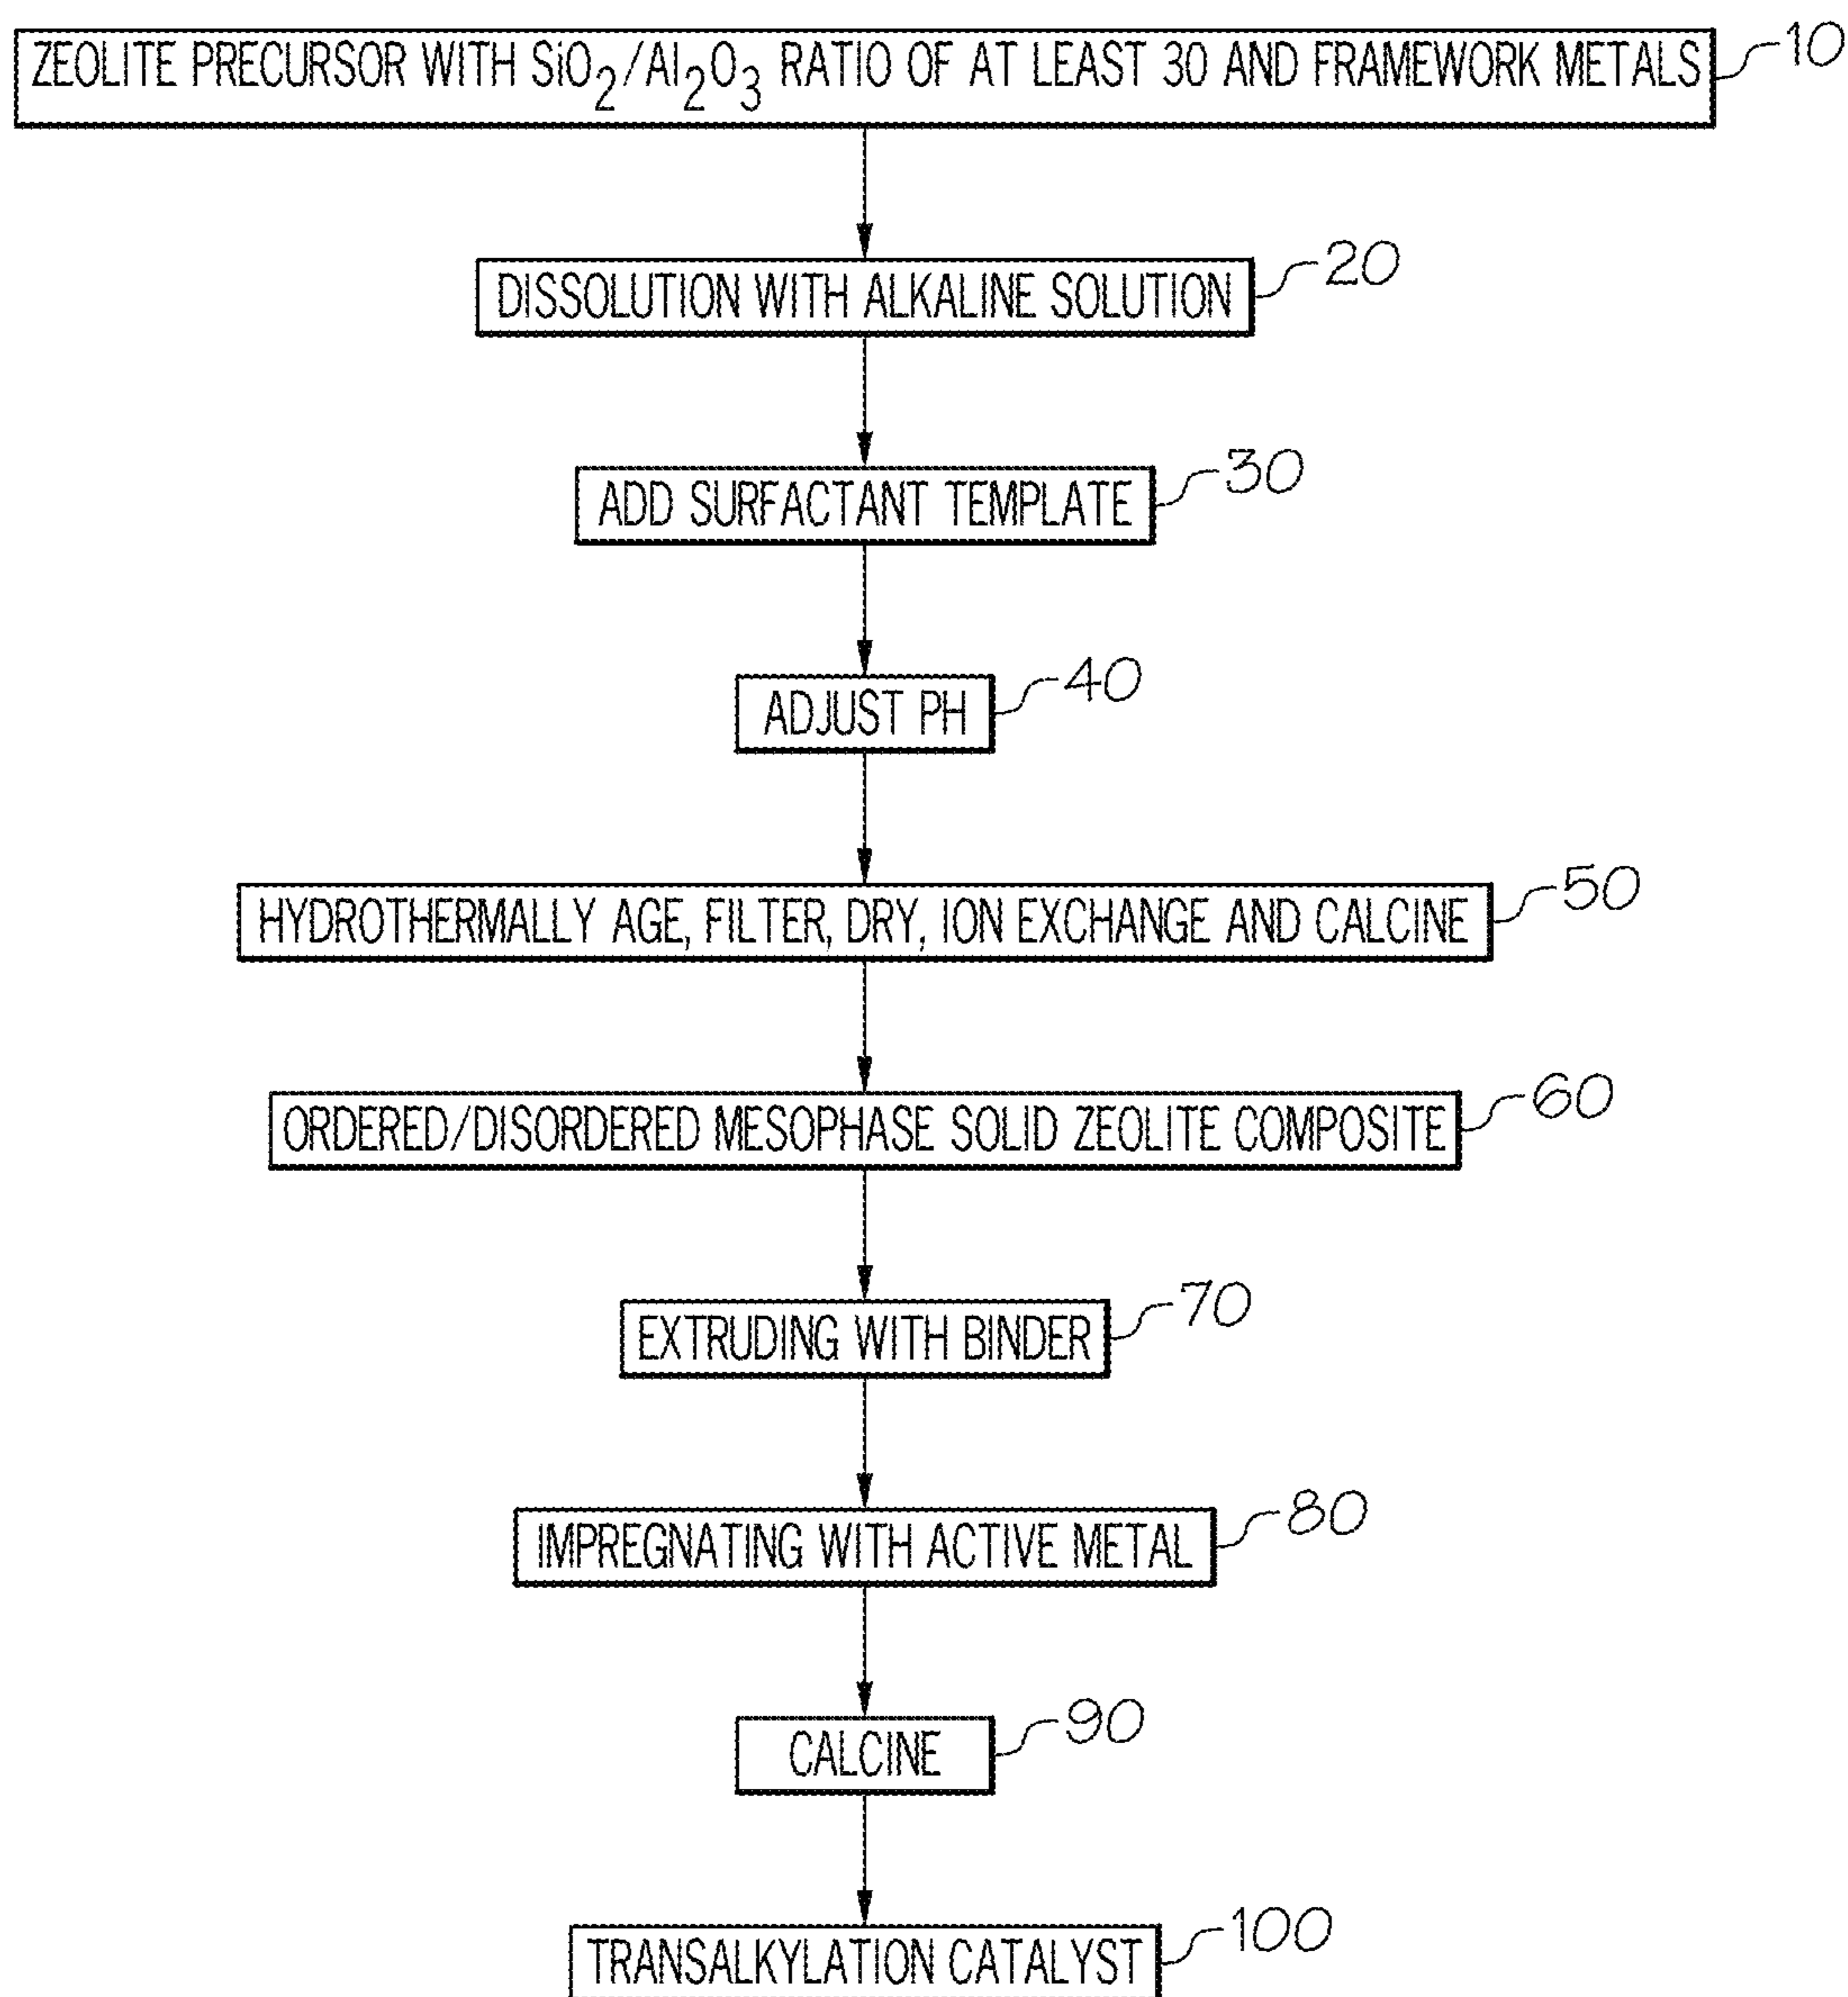 ZEOLITE PRECURSOR WITH SiO₂/Al₂O₃ RATIO OF AT LEAST 30 AND FRAMEWORK METALS 10
DISSOLUTION WITH ALKALINE SOLUTION 20
ADD SURFACTANT TEMPLATE 30
ADJUST PH 40
HYDROTHERMALLY AGE, FILTER, DRY, ION EXCHANGE AND CALCINE 50
ORDERED/DISORDERED MESOPHASE SOLID ZEOLITE COMPOSITE 60
EXTRUDING WITH BINDER 70
IMPREGNATING WITH ACTIVE METAL 80
CALCINE 90
TRANSALKYLATION CATALYST 100